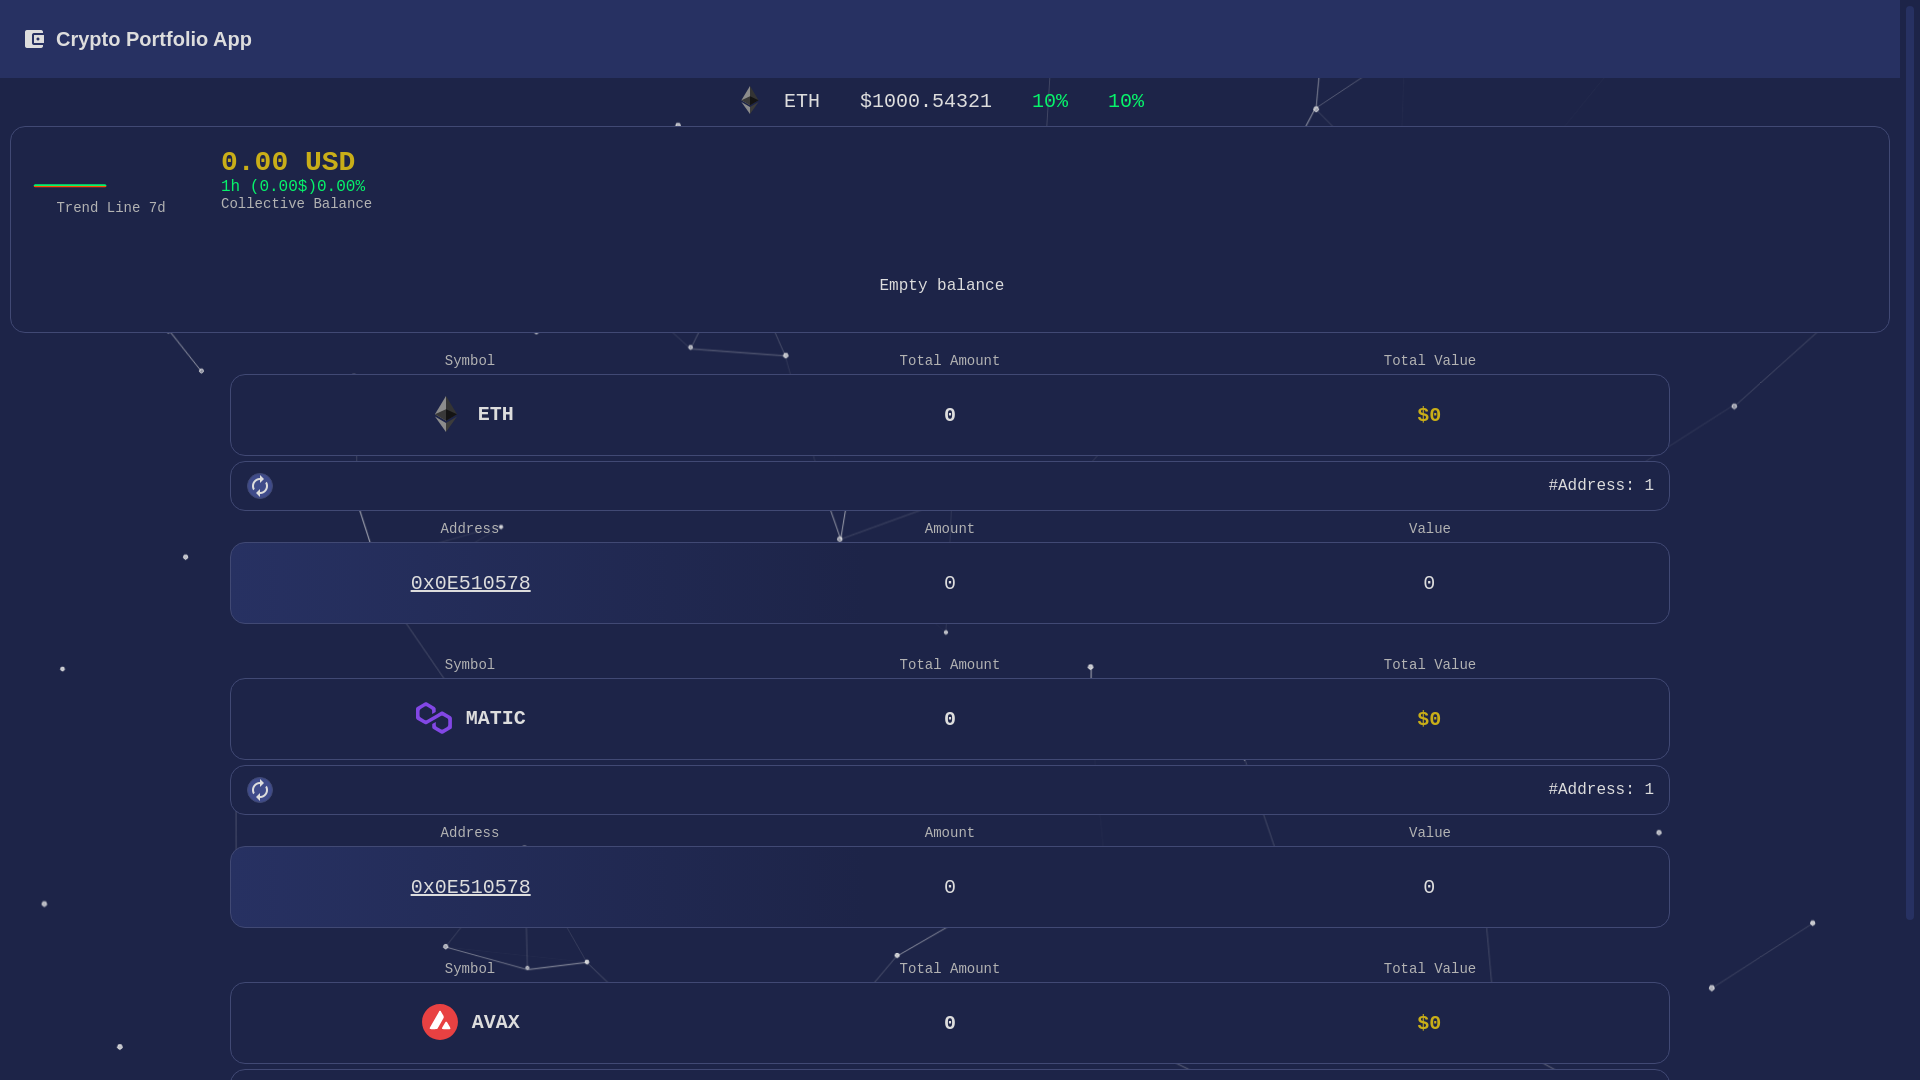 Crypto Portfolio App
ETH $1000.54321 10% 10%
0.00 USD
1h (0.00$)0.00%
Collective Balance
Trend Line 7d
Empty balance
Symbol Total Amount Total Value
ETH 0 $0
#Address: 1
Address Amount Value
0x0E510578 0 0
Symbol Total Amount Total Value
MATIC 0 $0
#Address: 1
Address Amount Value
0x0E510578 0 0
Symbol Total Amount Total Value
AVAX 0 $0